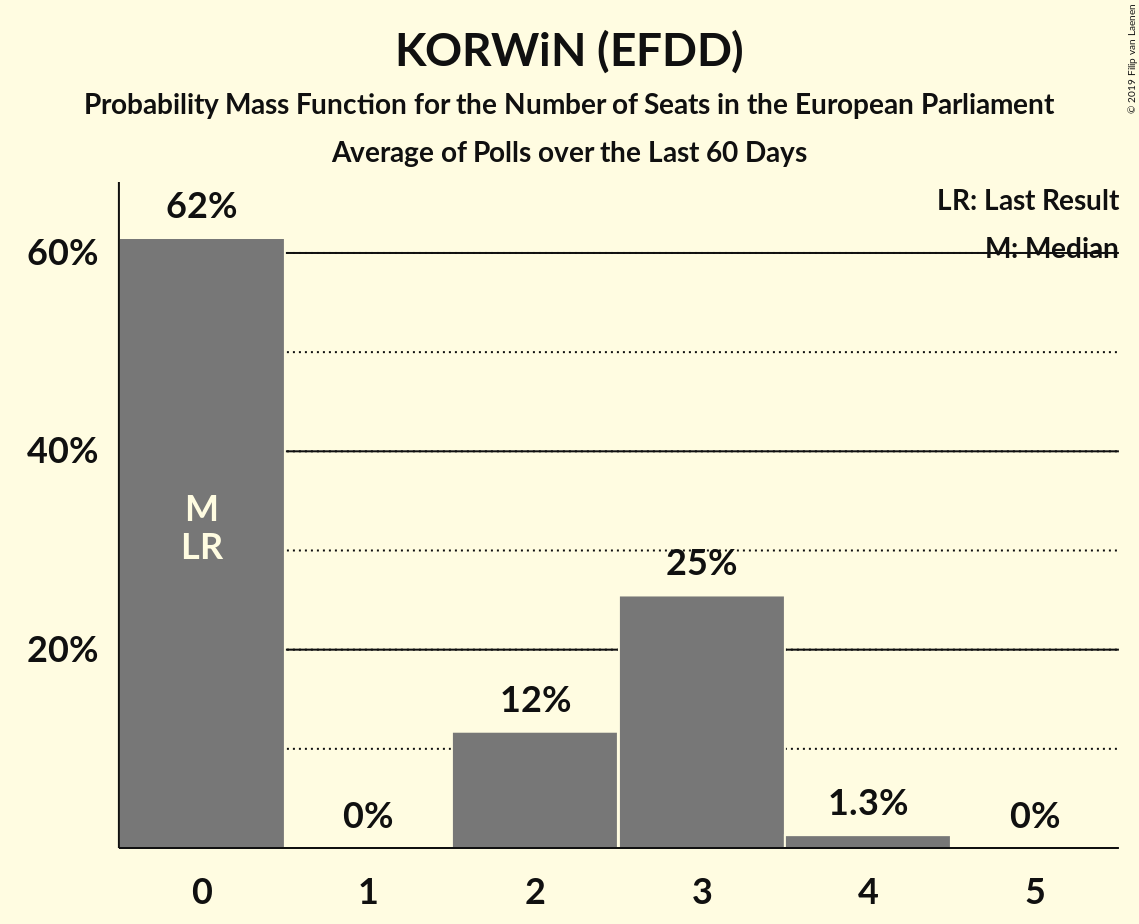 KORWiN (EFDD)
Probability Mass Function for the Number of Seats in the European Parliament
Average of Polls over the Last 60 Days
© 2019 Filip van Laenen
LR: Last Result
M: Median
62%
60%
40%
20%
M
LR
0%
12%
25%
1.3%
0%
0 1 2 3 4 5